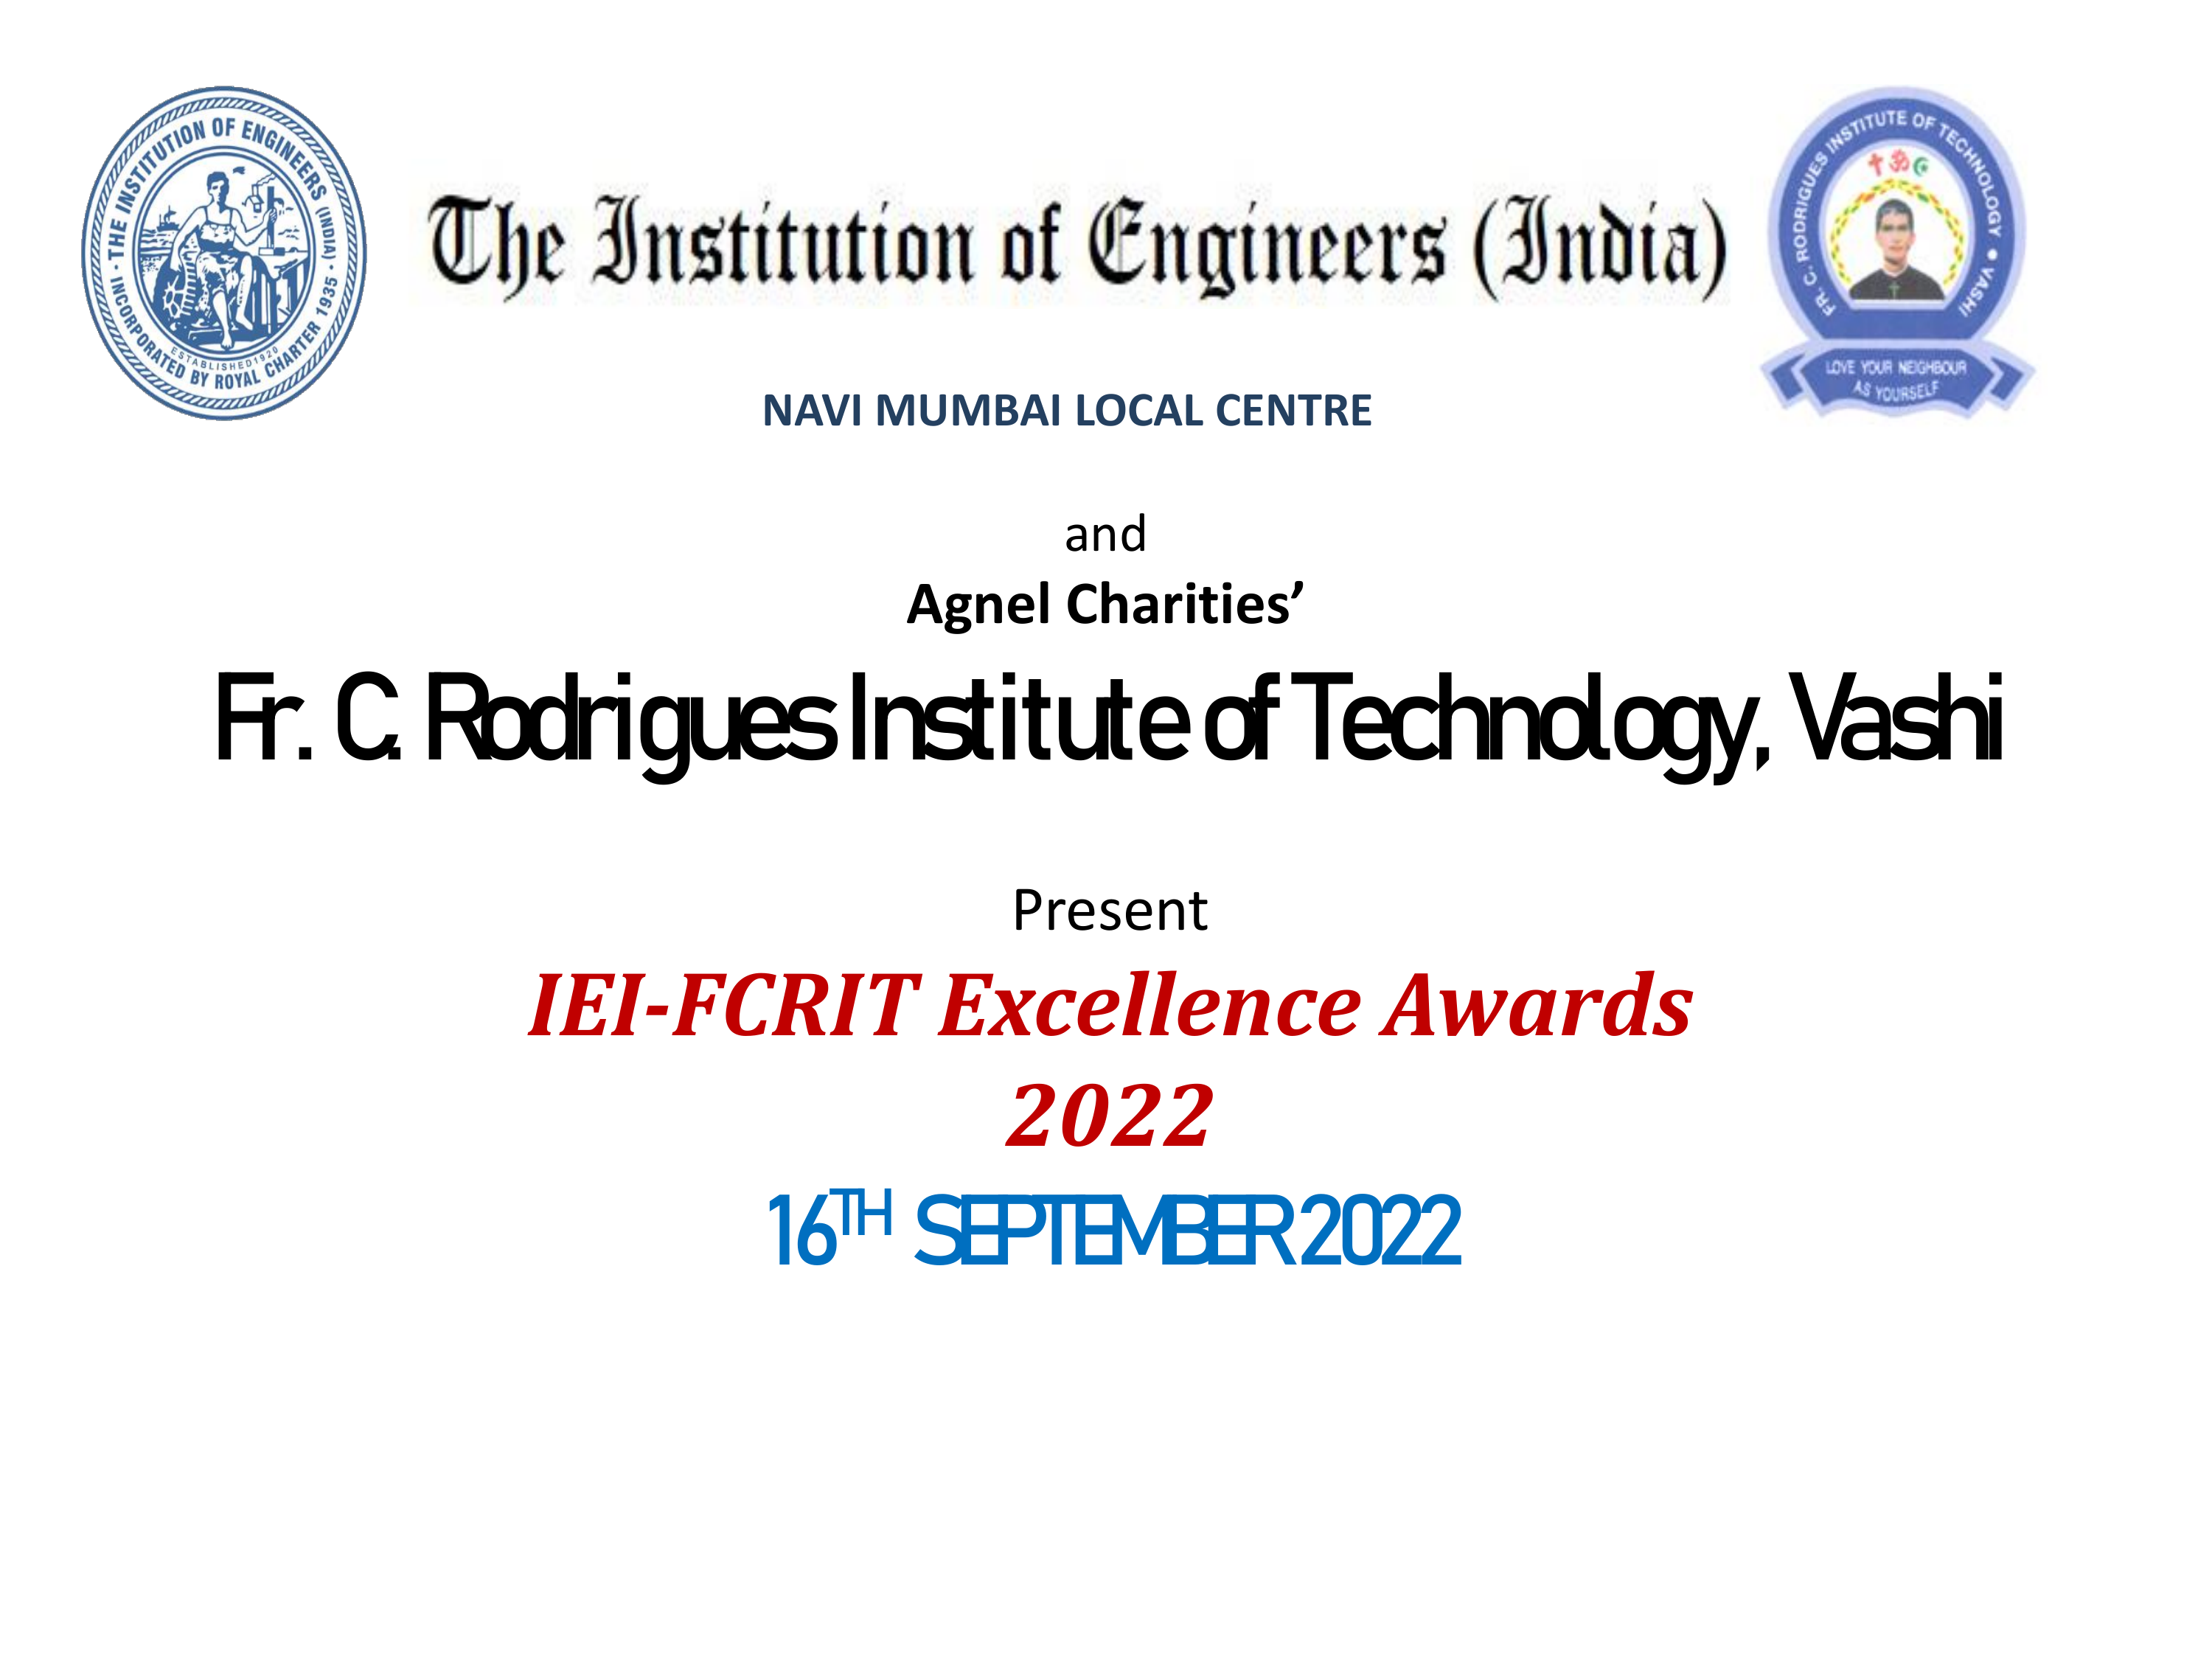 THE INSTITUTION OF ENGINEERS (INDIA) · INCORPORATED BY ROYAL CHARTER 1935 ·
ESTABLISHED 1920
The Institution of Engineers (India)
FR. C. RODRIGUES INSTITUTE OF TECHNOLOGY • VASHI
LOVE YOUR NEIGHBOUR
AS YOURSELF
NAVI MUMBAI LOCAL CENTRE
and
Agnel Charities’
Fr. C. Rodrigues Institute of Technology, Vashi
Present
IEI-FCRIT Excellence Awards
2022
16TH SEPTEMBER 2022